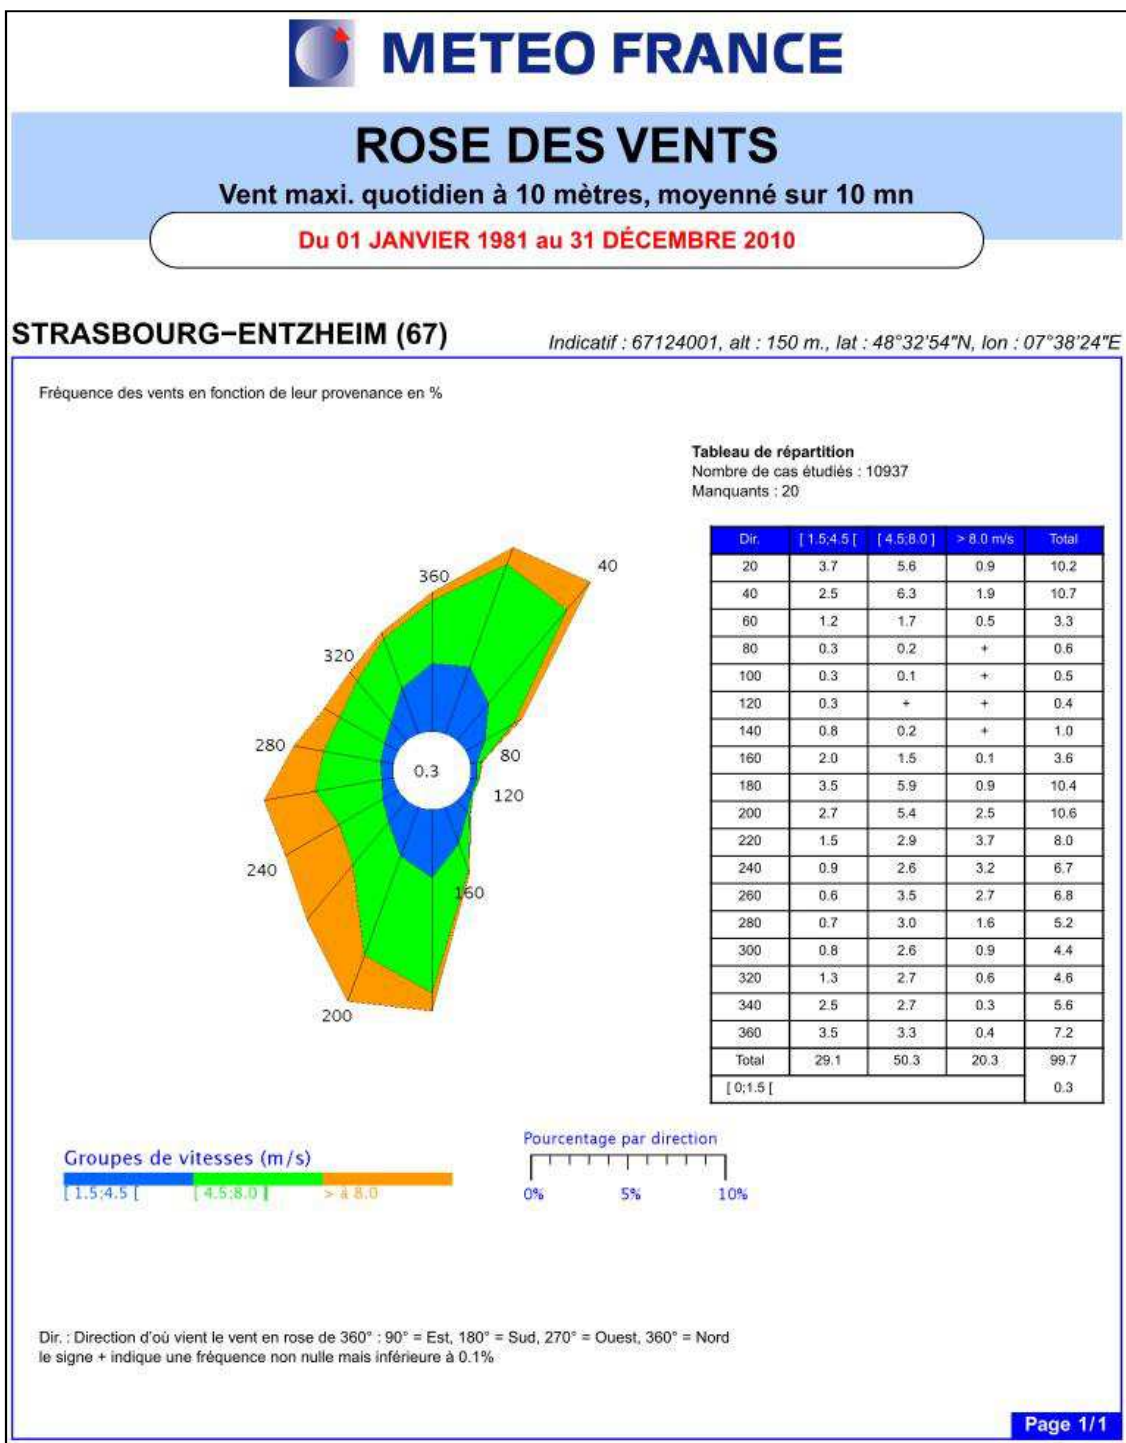 METEO FRANCE
ROSE DES VENTS
Vent maxi. quotidien à 10 mètres, moyenné sur 10 mn
Du 01 JANVIER 1981 au 31 DÉCEMBRE 2010
STRASBOURG−ENTZHEIM (67)
Indicatif : 67124001, alt : 150 m., lat : 48°32'54"N, lon : 07°38'24"E
Fréquence des vents en fonction de leur provenance en %
Tableau de répartition
Nombre de cas étudiés : 10937
Manquants : 20
Dir. [ 1.5;4.5 [ [ 4.5;8.0 ] > 8.0 m/s Total
20 3.7 5.6 0.9 10.2
40 2.5 6.3 1.9 10.7
60 1.2 1.7 0.5 3.3
80 0.3 0.2 + 0.6
100 0.3 0.1 + 0.5
120 0.3 + + 0.4
140 0.8 0.2 + 1.0
160 2.0 1.5 0.1 3.6
180 3.5 5.9 0.9 10.4
200 2.7 5.4 2.5 10.6
220 1.5 2.9 3.7 8.0
240 0.9 2.6 3.2 6.7
260 0.6 3.5 2.7 6.8
280 0.7 3.0 1.6 5.2
300 0.8 2.6 0.9 4.4
320 1.3 2.7 0.6 4.6
340 2.5 2.7 0.3 5.6
360 3.5 3.3 0.4 7.2
Total 29.1 50.3 20.3 99.7
[ 0;1.5 [ 0.3
40
360
320
280
80
0.3
120
240
160
200
Groupes de vitesses (m/s)
[ 1.5;4.5 [ [ 4.5;8.0 ] > à 8.0
Pourcentage par direction
0% 5% 10%
Dir. : Direction d'où vient le vent en rose de 360° : 90° = Est, 180° = Sud, 270° = Ouest, 360° = Nord
le signe + indique une fréquence non nulle mais inférieure à 0.1%
Page 1/1